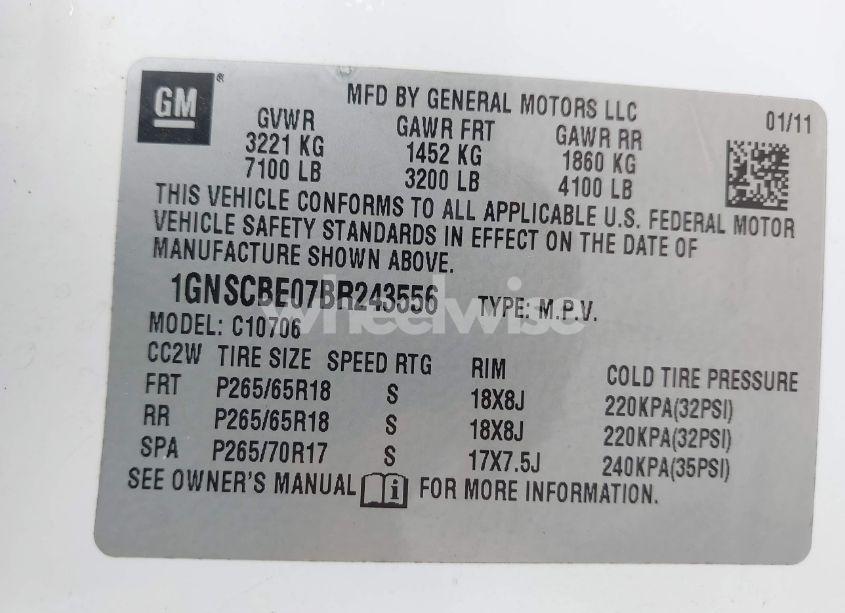 GM®
MFD BY GENERAL MOTORS LLC
01/11
GVWR GAWR FRT GAWR RR
3221 KG 1452 KG 1860 KG
7100 LB 3200 LB 4100 LB
THIS VEHICLE CONFORMS TO ALL APPLICABLE U.S. FEDERAL MOTOR
VEHICLE SAFETY STANDARDS IN EFFECT ON THE DATE OF
MANUFACTURE SHOWN ABOVE.
1GNSCBE07BR243556 TYPE: M.P.V.
wheelwise
MODEL: C10706
CC2W TIRE SIZE SPEED RTG RIM COLD TIRE PRESSURE
FRT P265/65R18 S 18X8J 220KPA(32PSI)
RR P265/65R18 S 18X8J 220KPA(32PSI)
SPA P265/70R17 S 17X7.5J 240KPA(35PSI)
SEE OWNER'S MANUAL i FOR MORE INFORMATION.